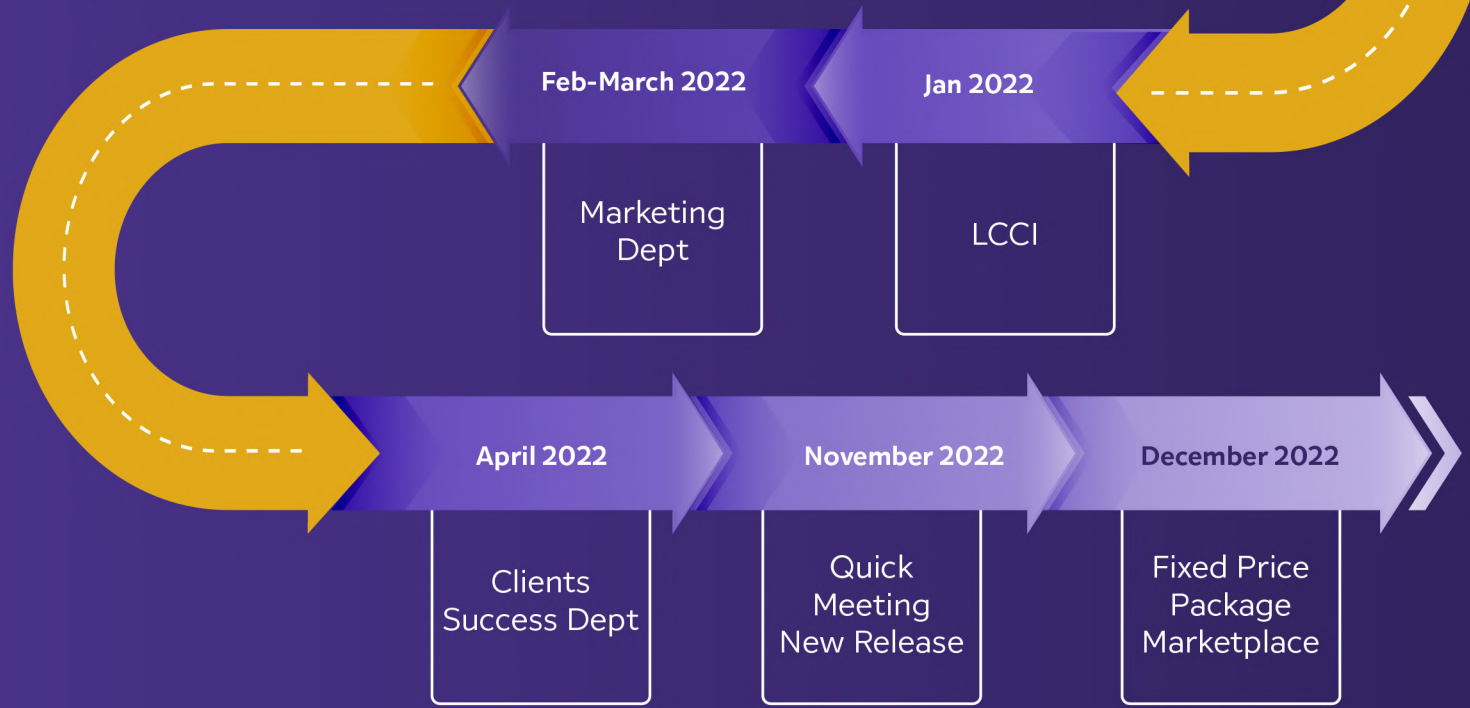 Feb-March 2022
Jan 2022
Marketing
Dept
LCCI
April 2022
November 2022
December 2022
Clients
Success Dept
Quick
Meeting
New Release
Fixed Price
Package
Marketplace